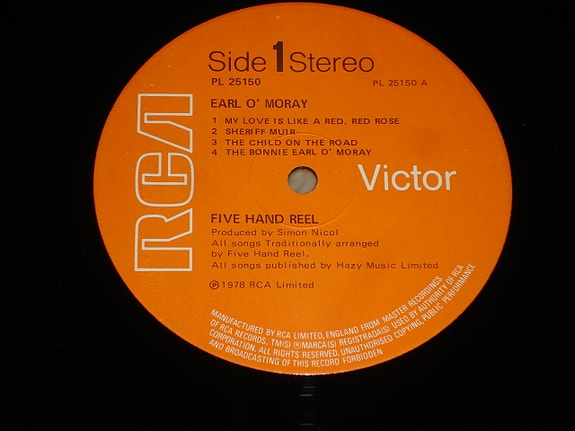 Side 1 Stereo
PL 25150
PL 25150 A
EARL O' MORAY
1 MY LOVE IS LIKE A RED, RED ROSE
2 SHERIFF MUIR
3 THE CHILD ON THE ROAD
4 THE BONNIE EARL O' MORAY
RCA
Victor
FIVE HAND REEL
Produced by Simon Nicol
All songs Traditionally arranged
by Five Hand Reel.
All songs published by Hazy Music Limited
℗ 1978 RCA Limited
MANUFACTURED BY RCA LIMITED, ENGLAND FROM MASTER RECORDINGS
OF RCA RECORDS. TM(S) ® MARCA(S) REGISTRADA(S) USED BY AUTHORITY OF RCA
CORPORATION. ALL RIGHTS RESERVED. UNAUTHORISED COPYING, PUBLIC PERFORMANCE
AND BROADCASTING OF THIS RECORD FORBIDDEN